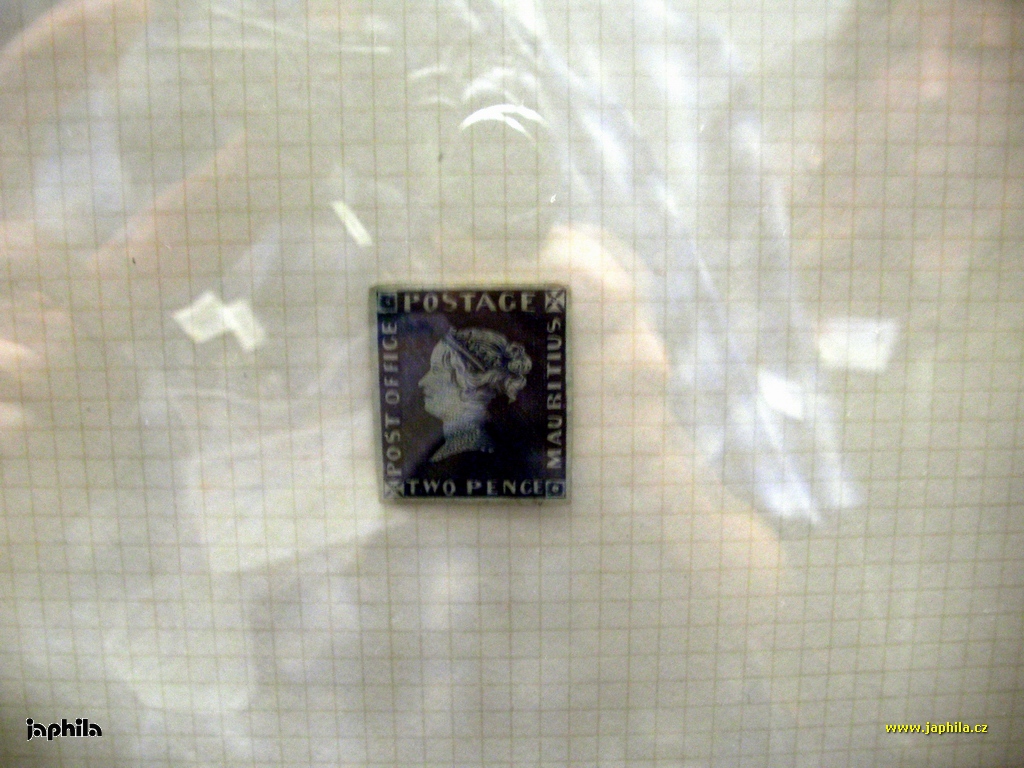 POSTAGE
POST OFFICE
MAURITIUS
TWO PENCE
japhila
www.japhila.cz